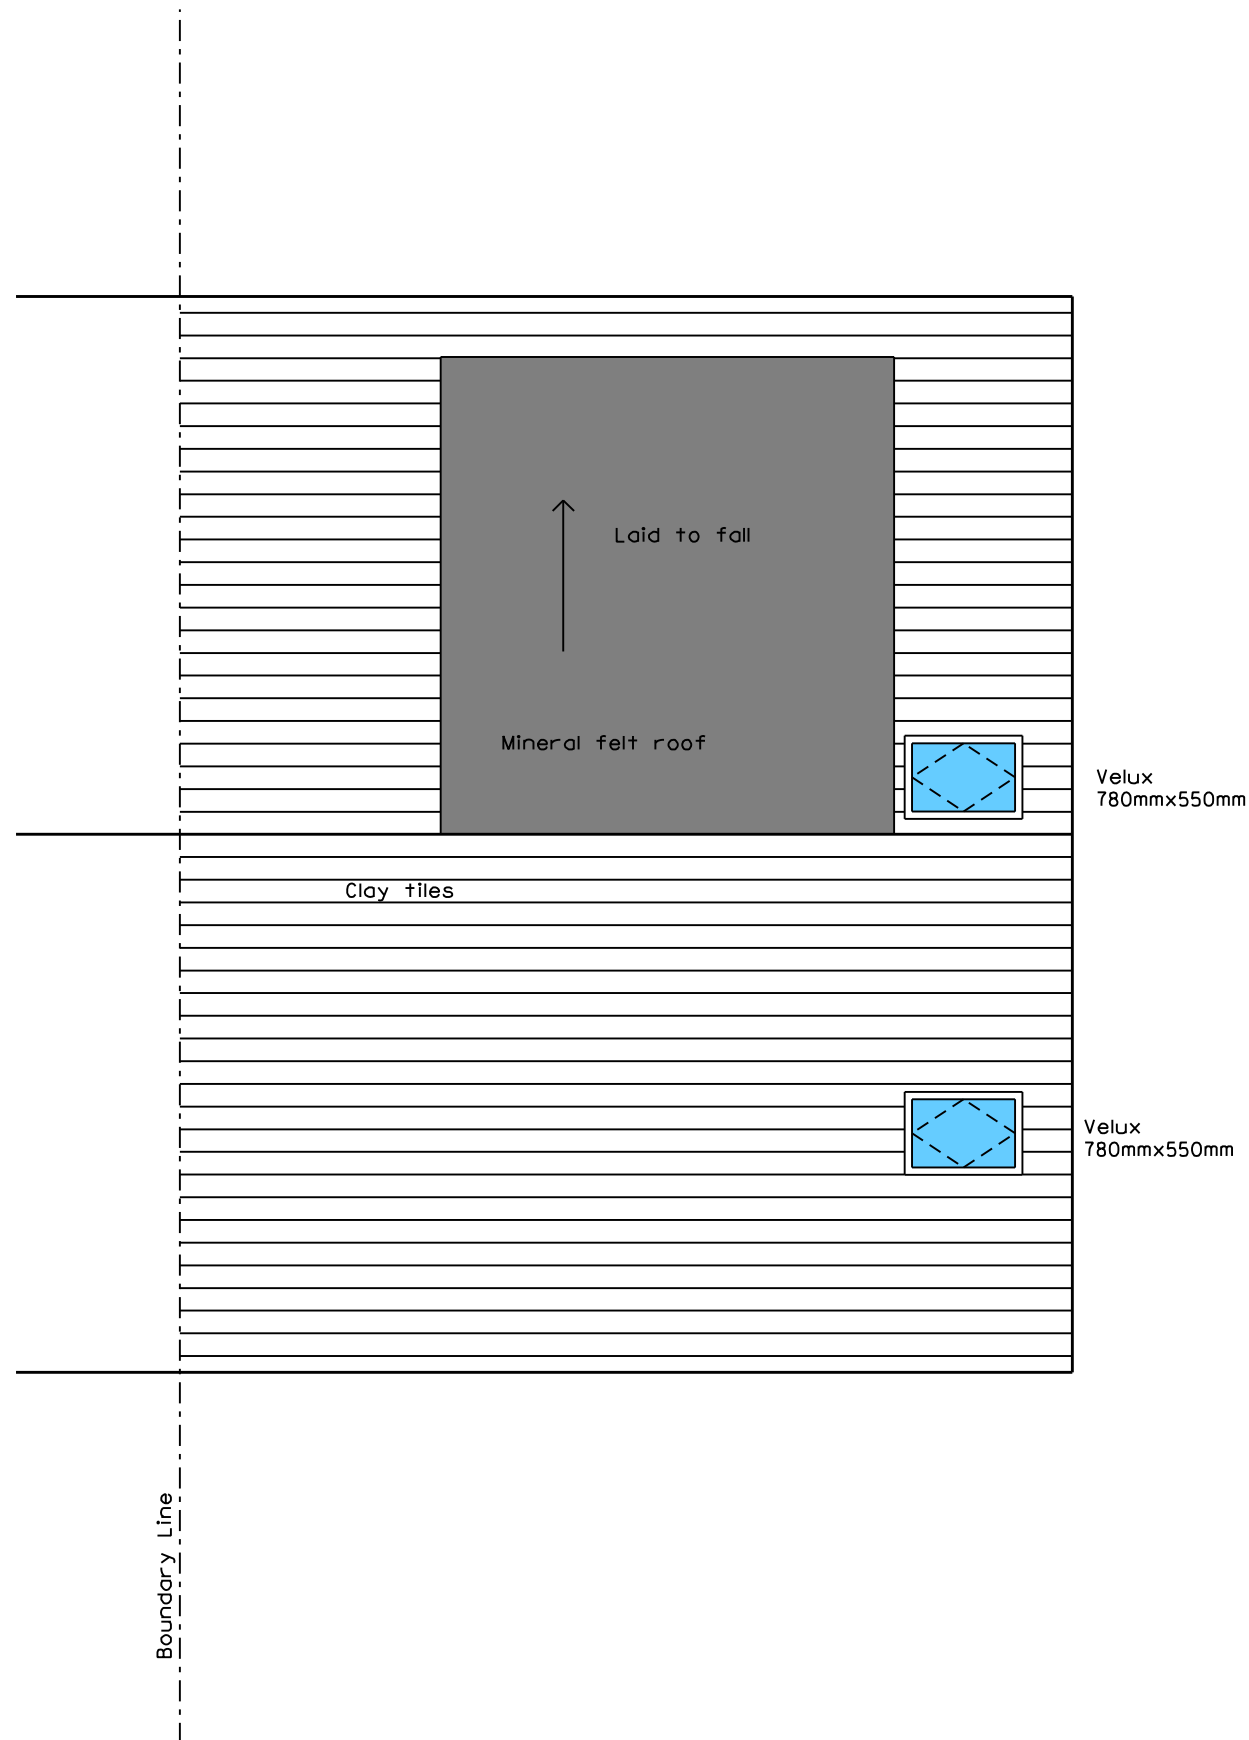 Laid to fall
Mineral felt roof
Velux
780mmx550mm
Clay tiles
Velux
780mmx550mm
Boundary Line